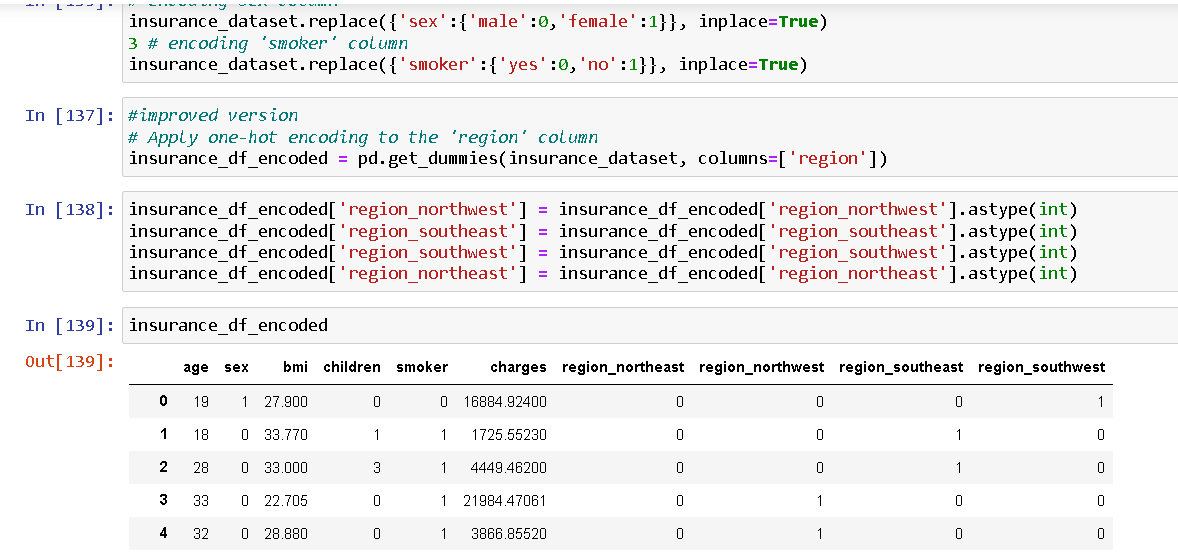 # encoding sex column
insurance_dataset.replace({'sex':{'male':0,'female':1}}, inplace=True)
3 # encoding 'smoker' column
insurance_dataset.replace({'smoker':{'yes':0,'no':1}}, inplace=True)
In [137]: #improved version
# Apply one-hot encoding to the 'region' column
insurance_df_encoded = pd.get_dummies(insurance_dataset, columns=['region'])
In [138]: insurance_df_encoded['region_northwest'] = insurance_df_encoded['region_northwest'].astype(int)
insurance_df_encoded['region_southeast'] = insurance_df_encoded['region_southeast'].astype(int)
insurance_df_encoded['region_southwest'] = insurance_df_encoded['region_southwest'].astype(int)
insurance_df_encoded['region_northeast'] = insurance_df_encoded['region_northeast'].astype(int)
In [139]: insurance_df_encoded
Out[139]:
age sex bmi children smoker charges region_northeast region_northwest region_southeast region_southwest
0 19 1 27.900 0 0 16884.92400 0 0 0 1
1 18 0 33.770 1 1 1725.55230 0 0 1 0
2 28 0 33.000 3 1 4449.46200 0 0 1 0
3 33 0 22.705 0 1 21984.47061 0 1 0 0
4 32 0 28.880 0 1 3866.85520 0 1 0 0